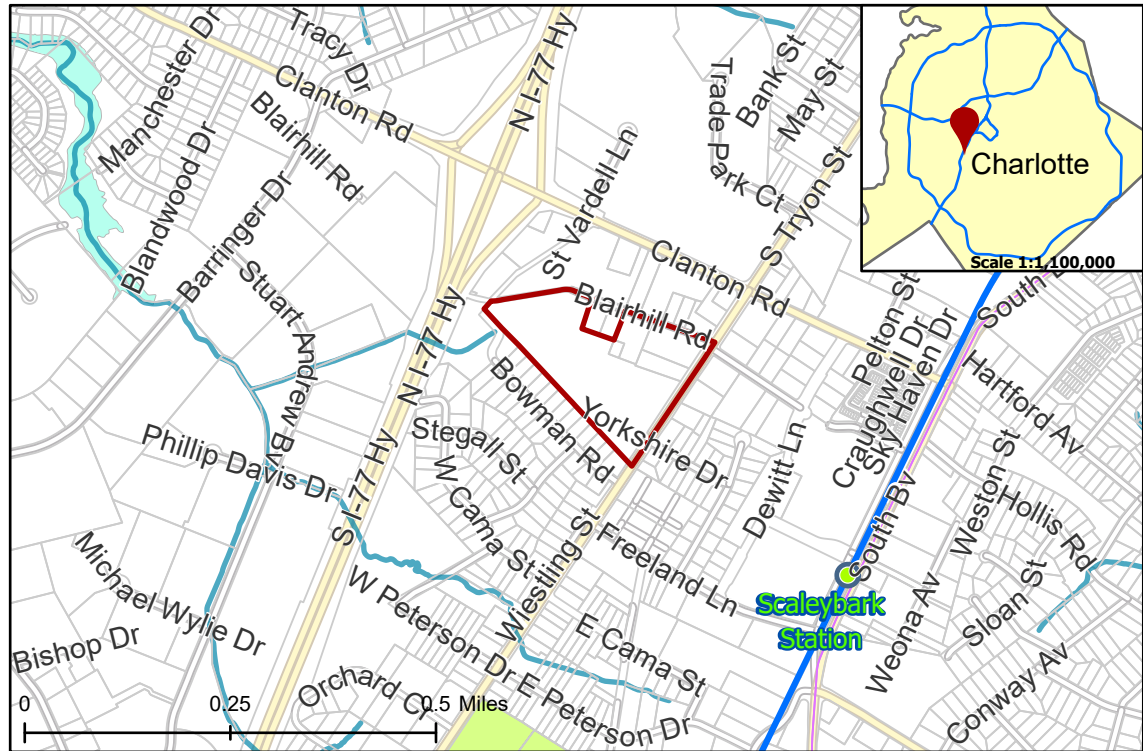 Manchester Dr
Tracy Dr
Clanton Rd
N I-77 Hy
Bank St
May St
Trade Park Ct
Charlotte
Scale 1:1,100,000
Blairhill Rd
Blandwood Dr
Barringer Dr
St Vardell Ln
S Tryon St
Clanton Rd
Stuart Andrew Bv
N I-77 Hy
Blairhill Rd
Pelton St
Craughwell Dr
Sky Haven Dr
South B
Hartford Av
Bowman Rd
Yorkshire Dr
Stegall St
Phillip Davis Dr
W Cama St
Dewitt Ln
Weston St
Hollis Rd
S I-77 Hy
South Bv
Freeland Ln
Wiestling St
Michael Wylie Dr
W Peterson Dr
E Cama St
Scaleybark
Station
Weona Av
Sloan St
Bishop Dr
Orchard Cr
E Peterson Dr
Conway Av
0 0.25 0.5 Miles